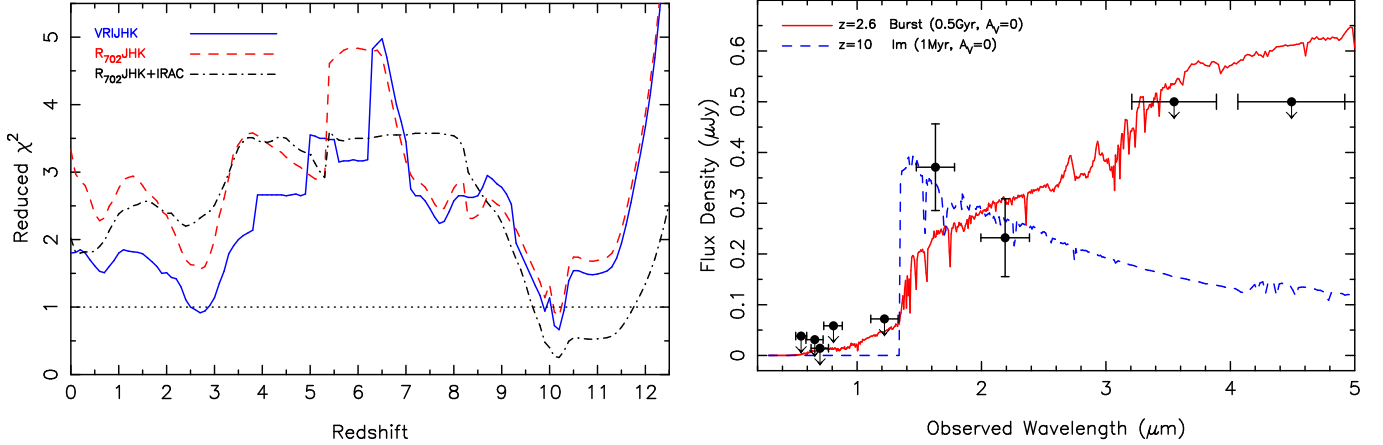 VRIJHK
R₇₀₂JHK
R₇₀₂JHK+IRAC
Reduced χ²
5
4
3
2
1
0
0 1 2 3 4 5 6 7 8 9 10 11 12
Redshift
z=2.6 Burst (0.5Gyr, Aᵥ=0)
z=10 Im (1Myr, Aᵥ=0)
Flux Density (μJy)
0.6
0.5
0.4
0.3
0.2
0.1
0
1 2 3 4 5
Observed Wavelength (μm)